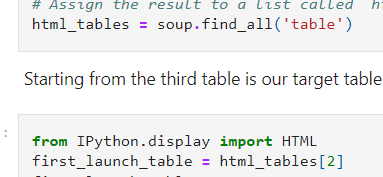 # Assign the result to a list called
html_tables = soup.find_all('table')
Starting from the third table is our target table
:
from IPython.display import HTML
first_launch_table = html_tables[2]